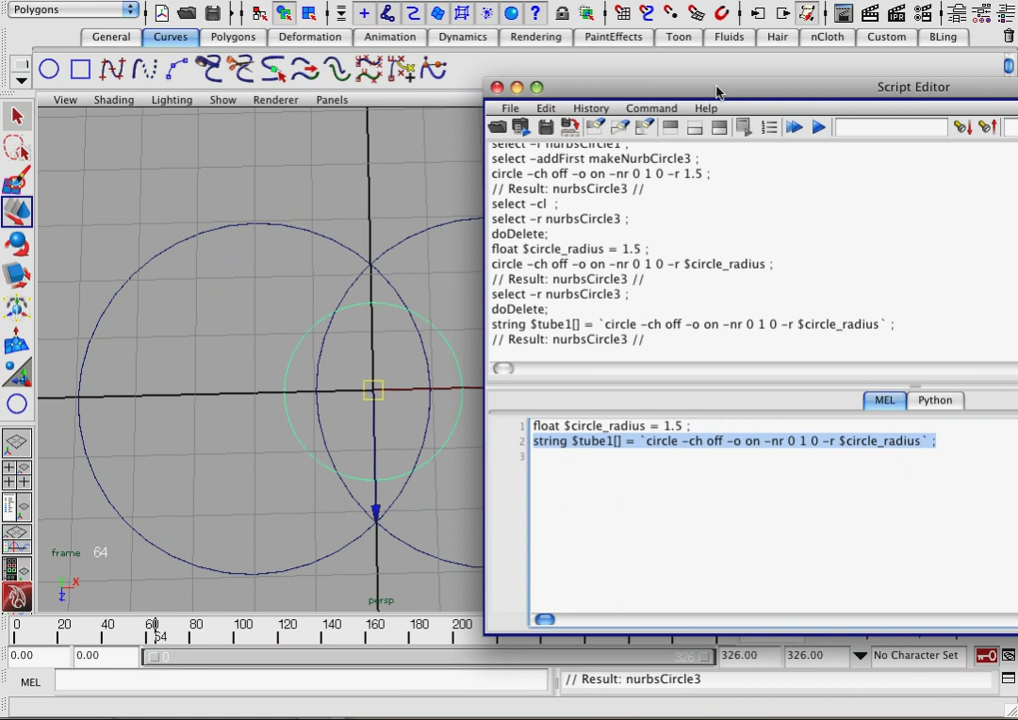 Polygons
General Curves Polygons Deformation Animation Dynamics Rendering PaintEffects Toon Fluids Hair nCloth Custom BLing
View Shading Lighting Show Renderer Panels
Script Editor
File Edit History Command Help
select -r nurbsCircle1 ;
select -addFirst makeNurbCircle3 ;
circle -ch off -o on -nr 0 1 0 -r 1.5 ;
// Result: nurbsCircle3 //
select -cl ;
select -r nurbsCircle3 ;
doDelete;
float $circle_radius = 1.5 ;
circle -ch off -o on -nr 0 1 0 -r $circle_radius ;
// Result: nurbsCircle3 //
select -r nurbsCircle3 ;
doDelete;
string $tube1[] = `circle -ch off -o on -nr 0 1 0 -r $circle_radius` ;
// Result: nurbsCircle3 //
MEL Python
1 float $circle_radius = 1.5 ;
2 string $tube1[] = `circle -ch off -o on -nr 0 1 0 -r $circle_radius` ;
3
frame 64
Y X
Z
persp
0 20 40 60 80 100 120 140 160 180 200
64
0.00 0.00 0 326 326.00 326.00 No Character Set
MEL // Result: nurbsCircle3